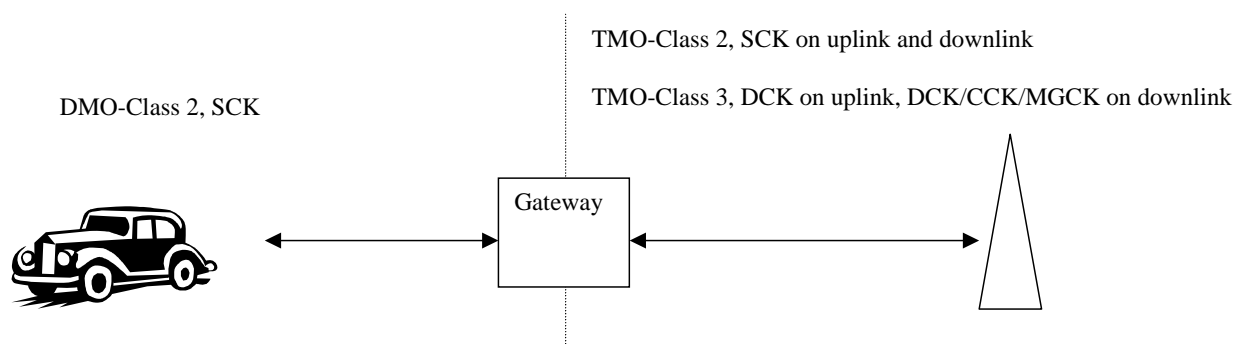 TMO-Class 2, SCK on uplink and downlink
TMO-Class 3, DCK on uplink, DCK/CCK/MGCK on downlink
DMO-Class 2, SCK
Gateway